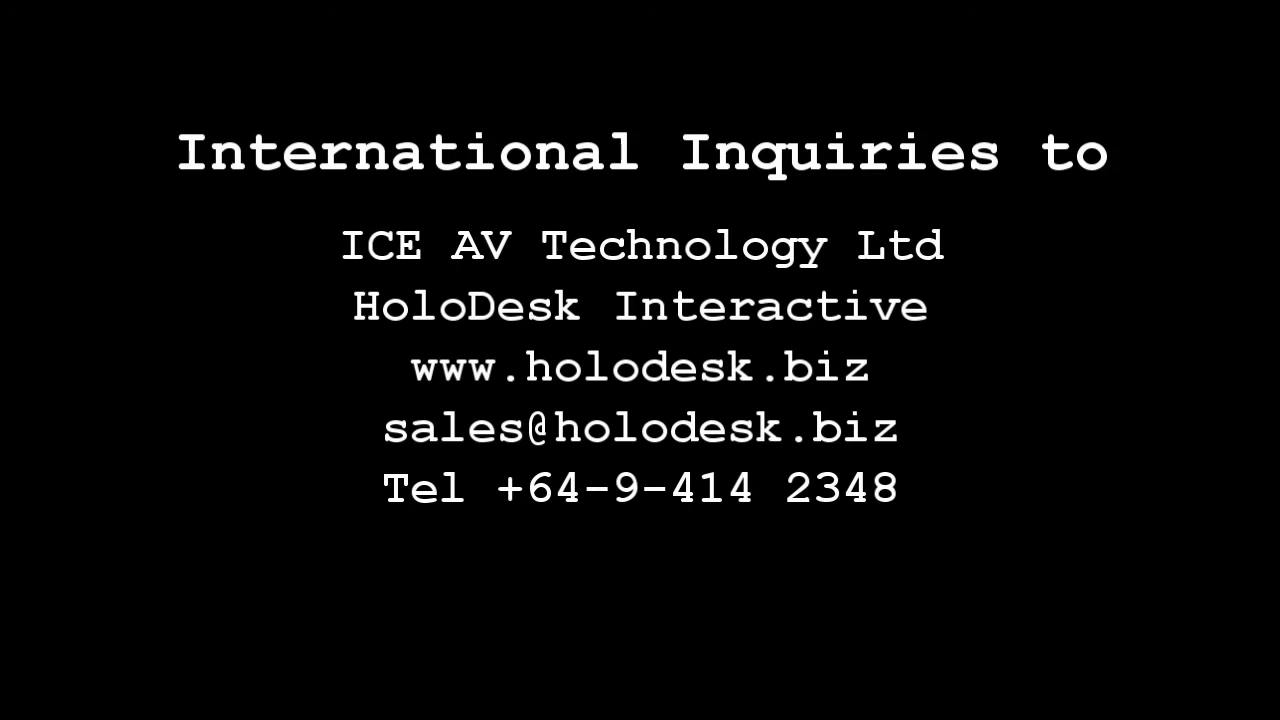 International Inquiries to
ICE AV Technology Ltd
HoloDesk Interactive
www.holodesk.biz
sales@holodesk.biz
Tel +64-9-414 2348